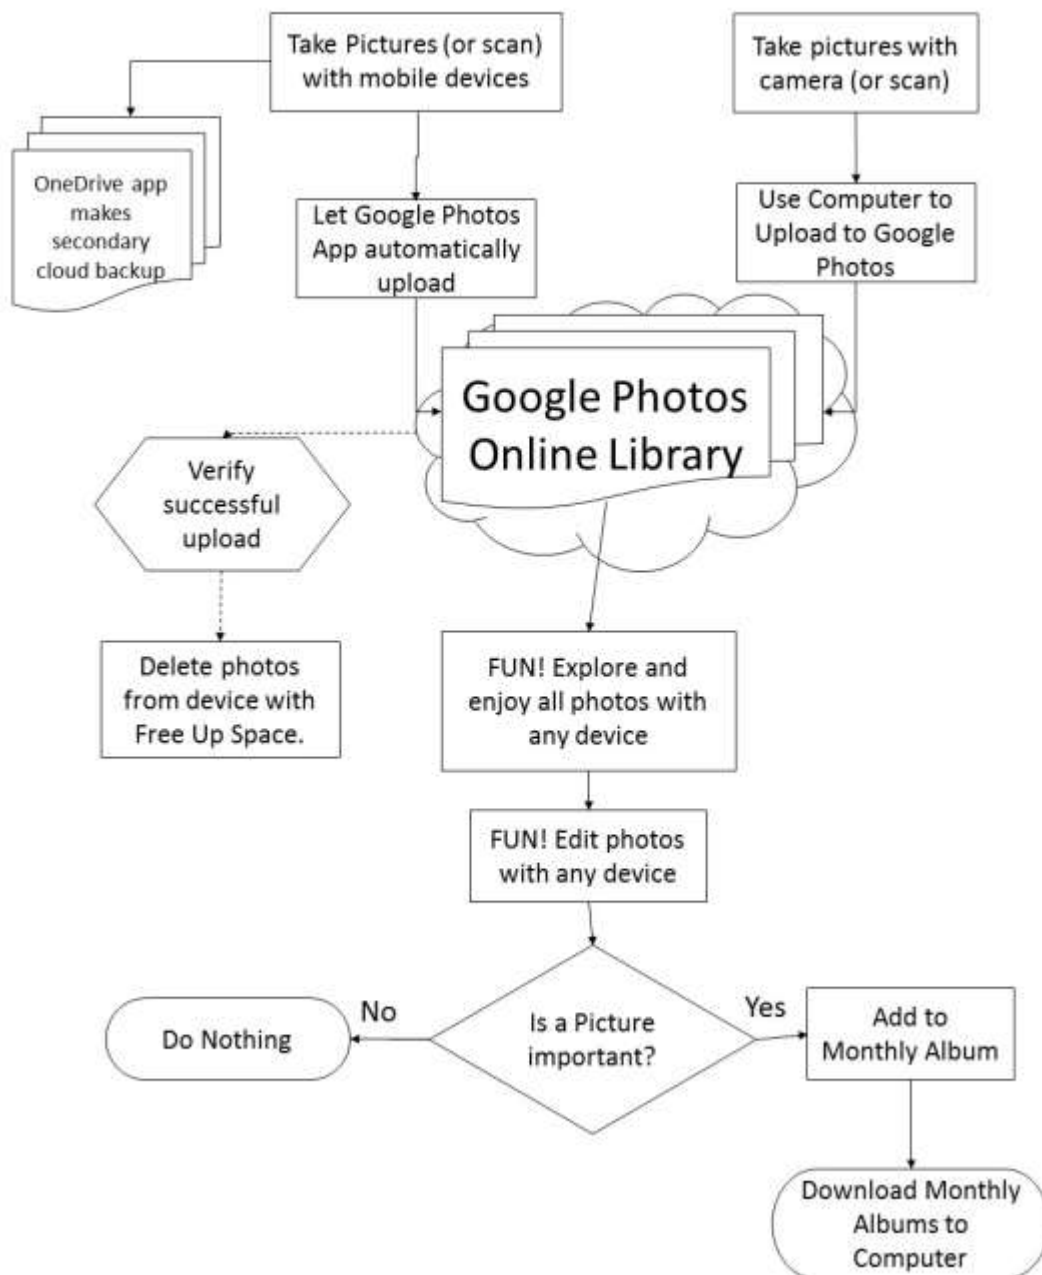 Take Pictures (or scan)
with mobile devices
Take pictures with
camera (or scan)
OneDrive app
makes
secondary
cloud backup
Let Google Photos
App automatically
upload
Use Computer to
Upload to Google
Photos
Google Photos
Online Library
Verify
successful
upload
Delete photos
from device with
Free Up Space.
FUN! Explore and
enjoy all photos with
any device
FUN! Edit photos
with any device
Is a Picture
important?
No
Do Nothing
Yes
Add to
Monthly Album
Download Monthly
Albums to
Computer